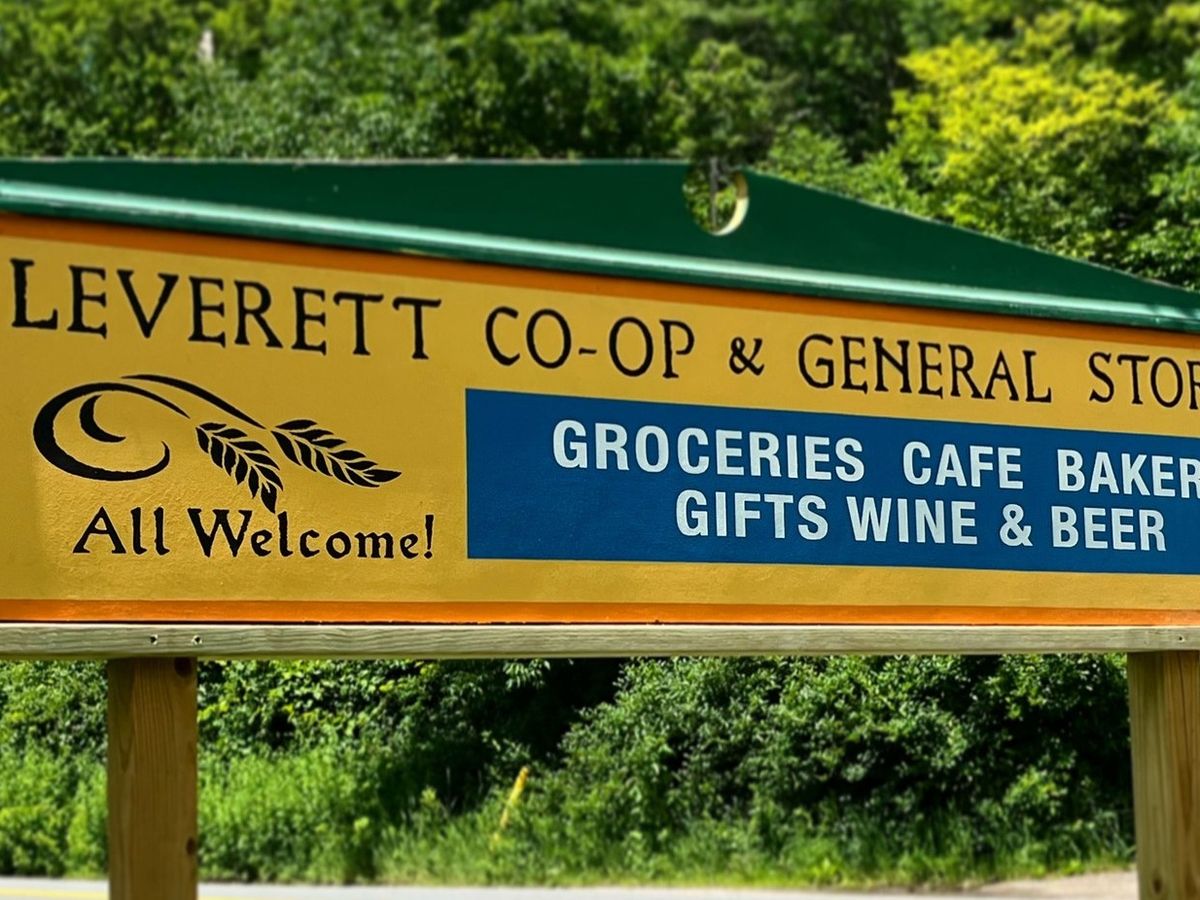 LEVERETT CO-OP & GENERAL STOR
All Welcome!
GROCERIES CAFE BAKER
GIFTS WINE & BEER